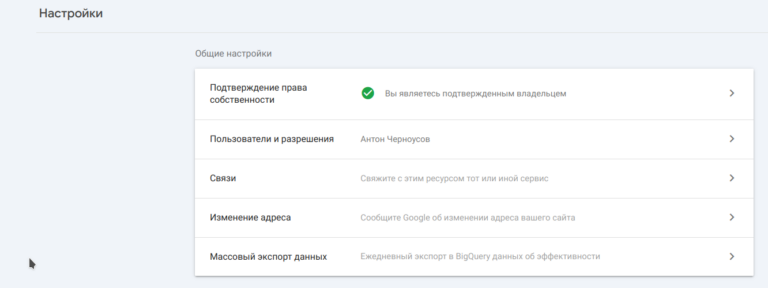 Настройки
Общие настройки
Подтверждение права
собственности
Вы являетесь подтвержденным владельцем
Пользователи и разрешения
Антон Черноусов
Связи
Свяжите с этим ресурсом тот или иной сервис
Изменение адреса
Сообщите Google об изменении адреса вашего сайта
Массовый экспорт данных
Ежедневный экспорт в BigQuery данных об эффективности